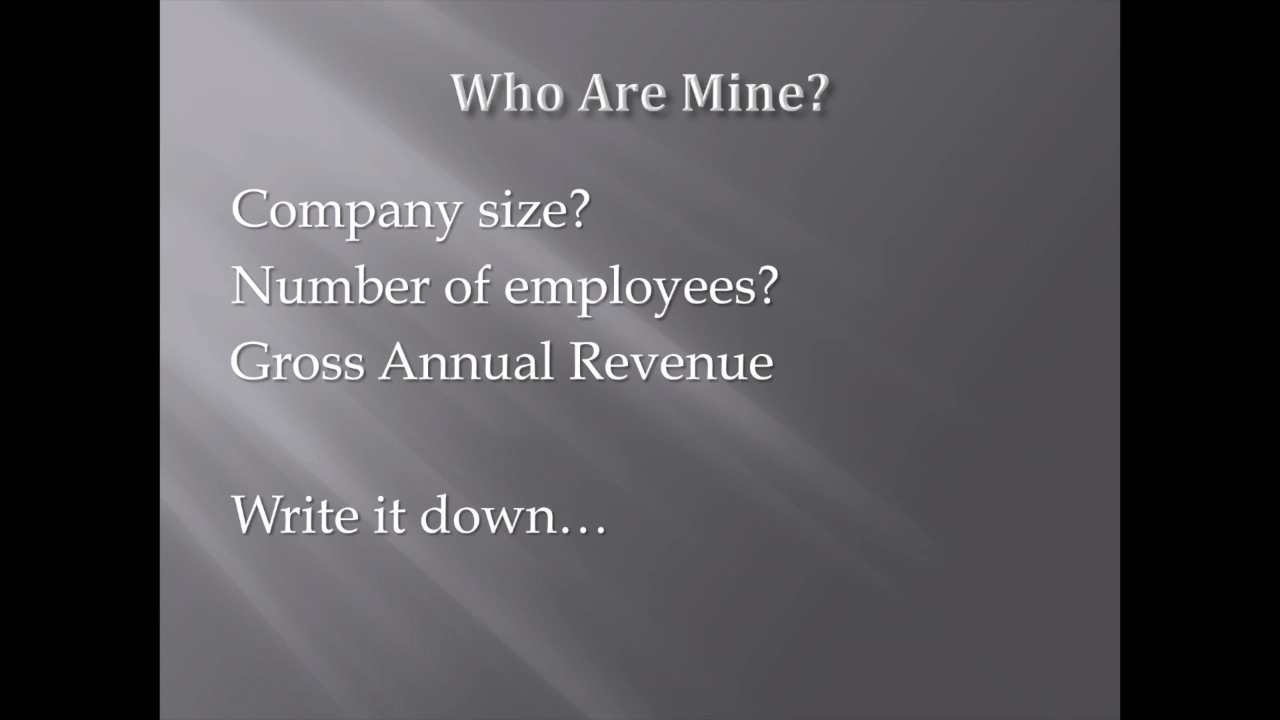 Who Are Mine?
Company size?
Number of employees?
Gross Annual Revenue
Write it down…